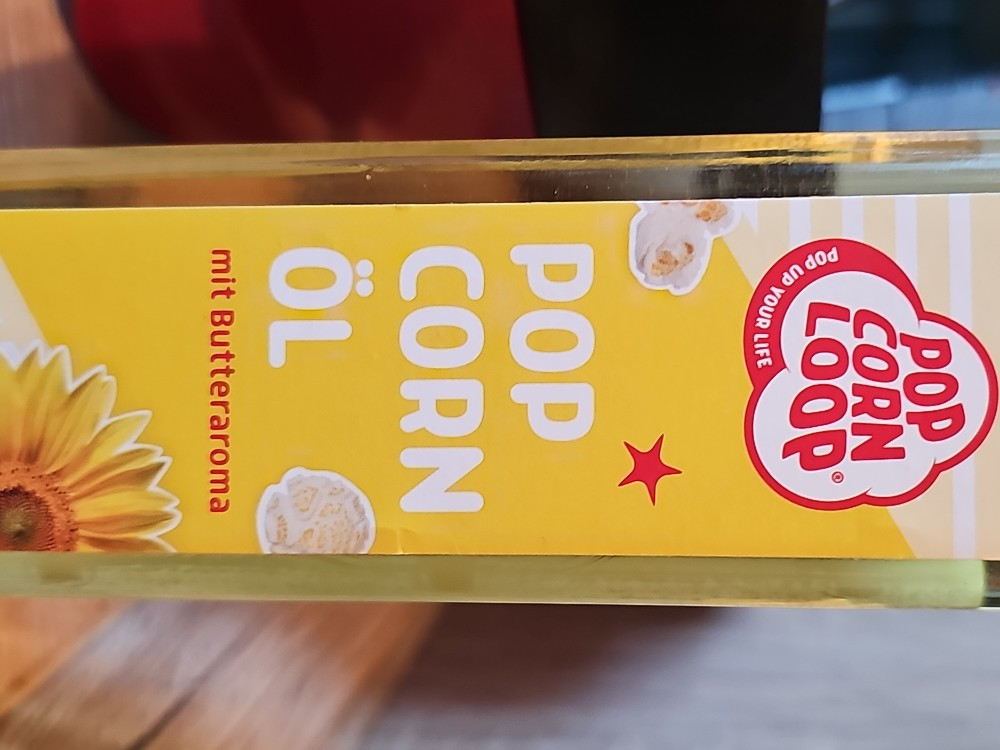 POP UP YOUR LIFE
POP
CORN
LOOP®
POP
CORN
ÖL
mit Butteraroma